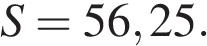 S = 56,25.